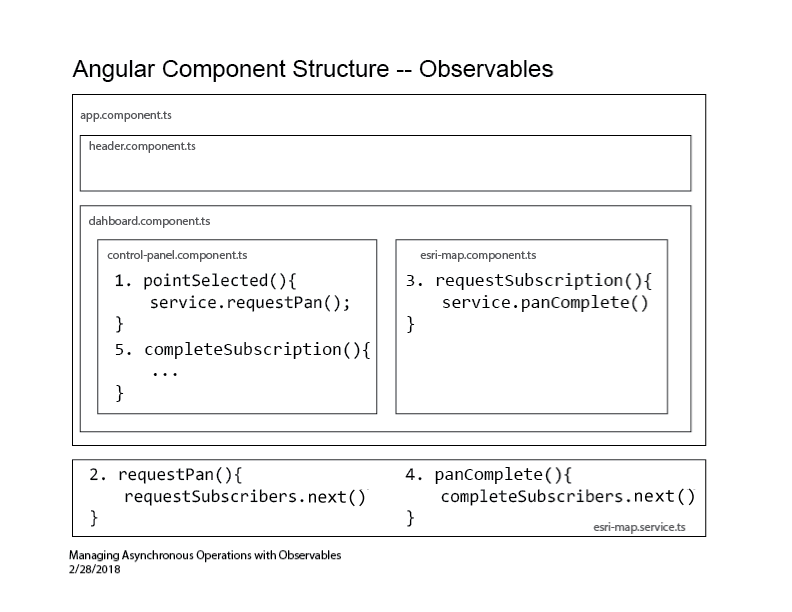 Angular Component Structure -- Observables
app.component.ts
header.component.ts
dahboard.component.ts
control-panel.component.ts
1. pointSelected(){
service.requestPan();
}
5. completeSubscription(){
...
}
esri-map.component.ts
3. requestSubscription(){
service.panComplete()
}
2. requestPan(){
requestSubscribers.next()
}
4. panComplete(){
completeSubscribers.next()
}
esri-map.service.ts
Managing Asynchronous Operations with Observables
2/28/2018